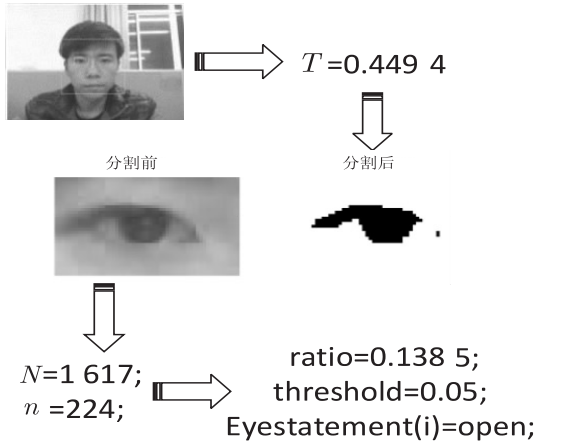 T =0.449 4
分割前
分割后
N=1 617;
n =224;
ratio=0.138 5;
threshold=0.05;
Eyestatement(i)=open;